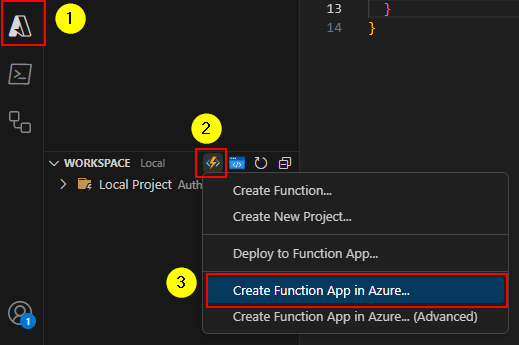 1
13 }
14 }
2
WORKSPACE Local
Local Project Auth
Create Function...
Create New Project...
Deploy to Function App...
3
Create Function App in Azure...
Create Function App in Azure... (Advanced)
1